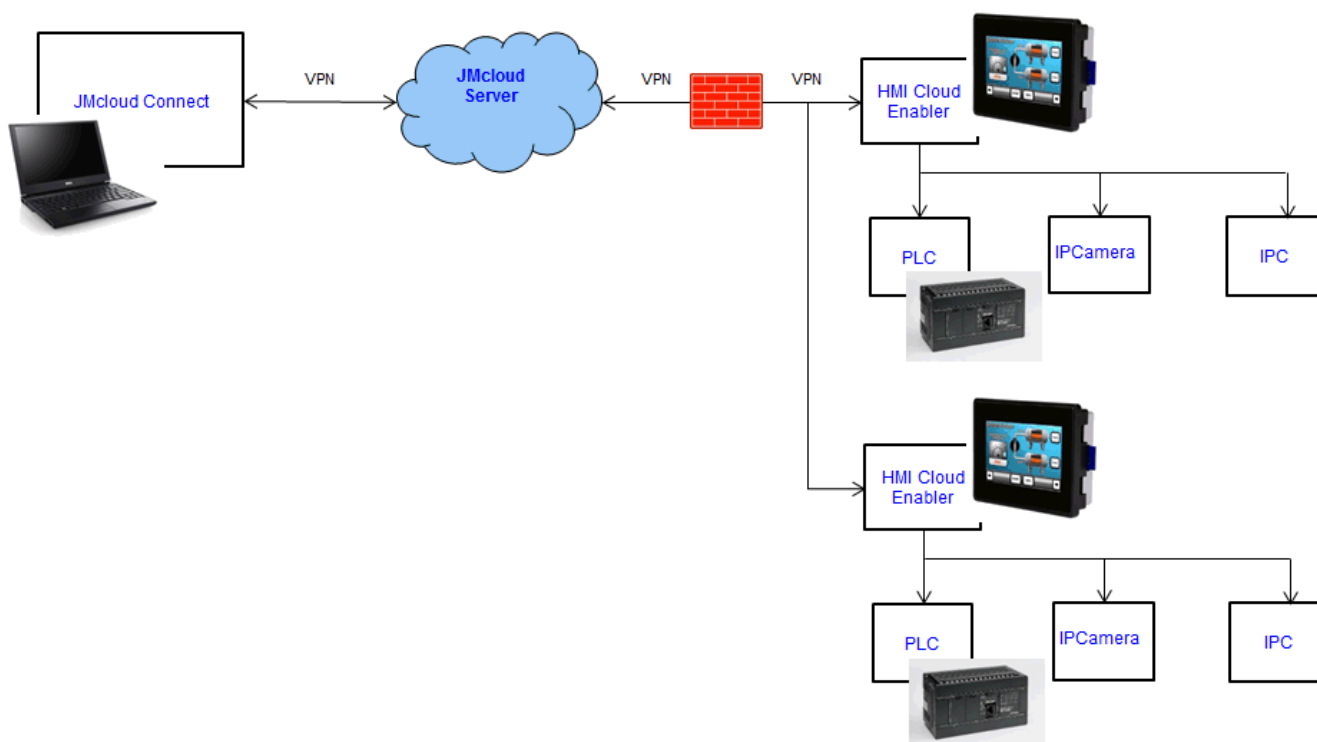 JMcloud Connect
VPN
JMcloud
Server
VPN
VPN
HMI Cloud
Enabler
PLC
IPCamera
IPC
HMI Cloud
Enabler
PLC
IPCamera
IPC